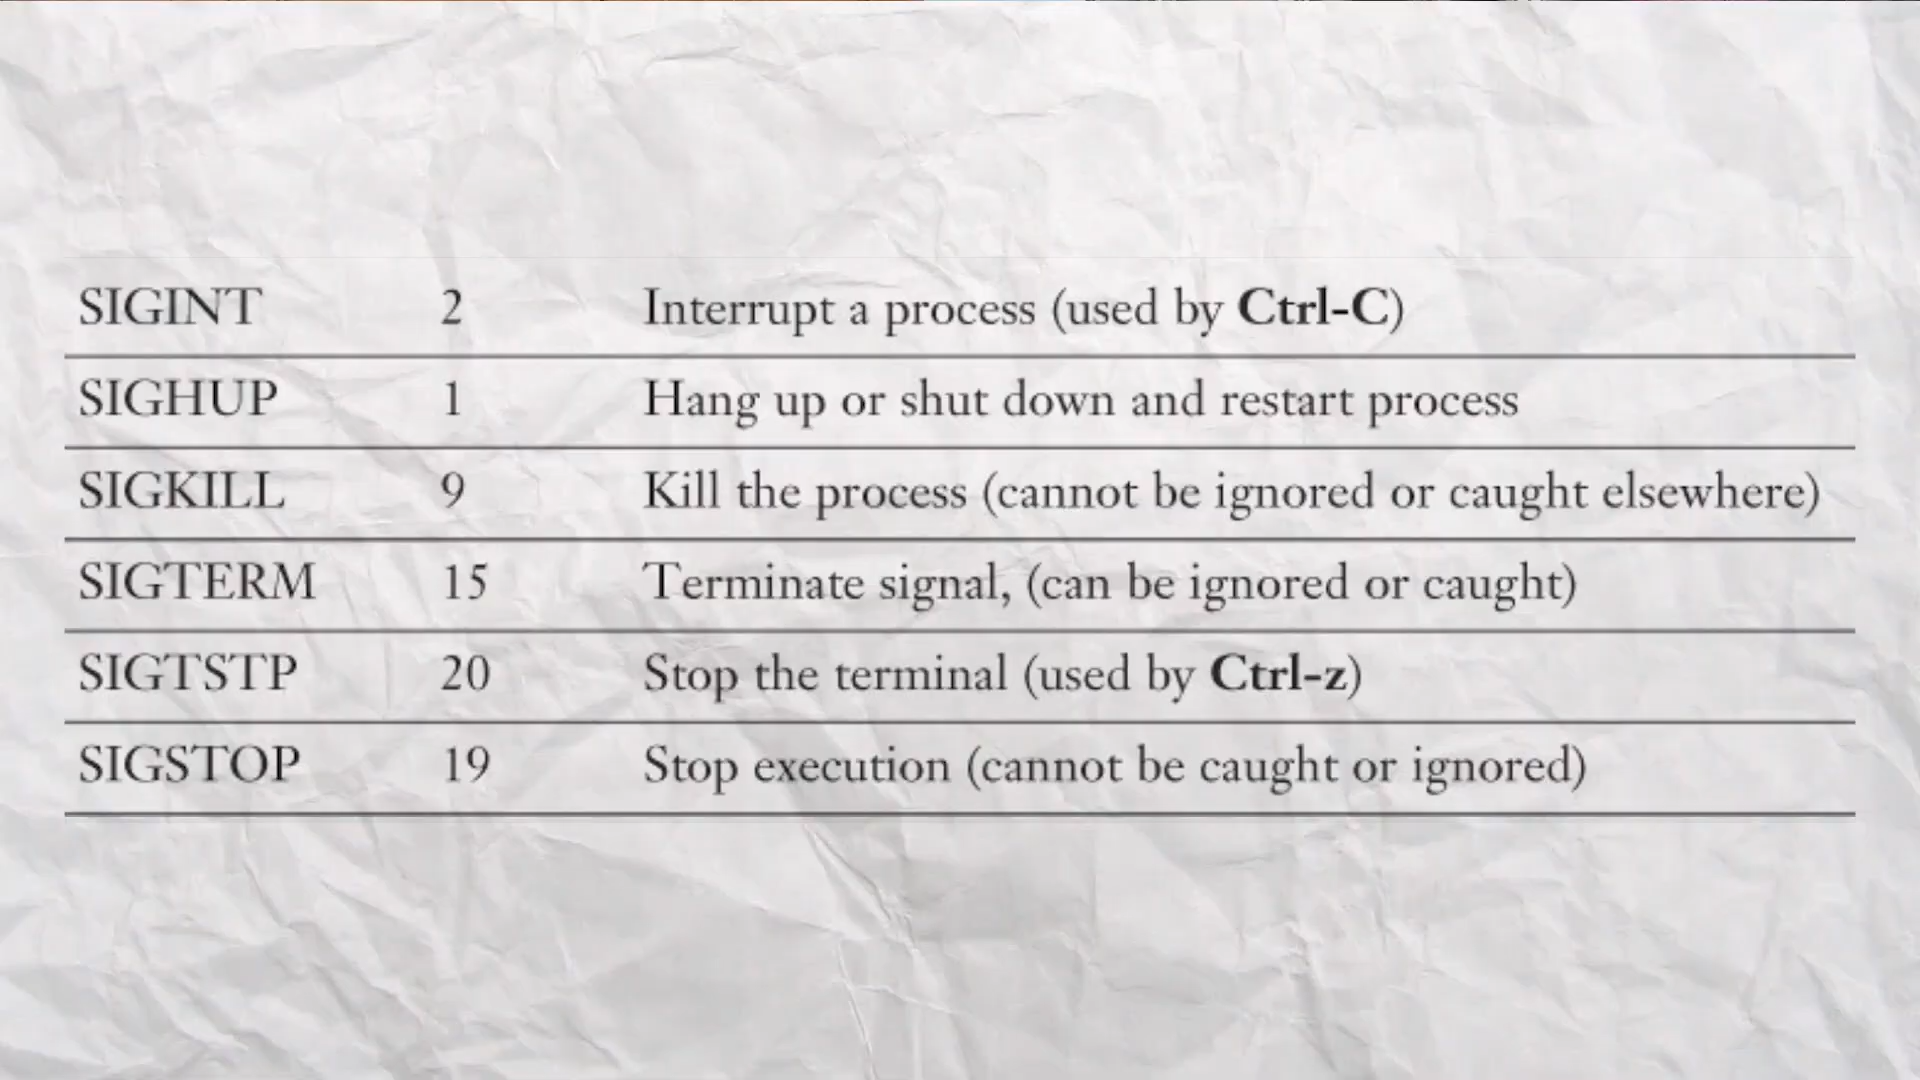 SIGINT 2 Interrupt a process (used by Ctrl-C)
SIGHUP 1 Hang up or shut down and restart process
SIGKILL 9 Kill the process (cannot be ignored or caught elsewhere)
SIGTERM 15 Terminate signal, (can be ignored or caught)
SIGTSTP 20 Stop the terminal (used by Ctrl-z)
SIGSTOP 19 Stop execution (cannot be caught or ignored)